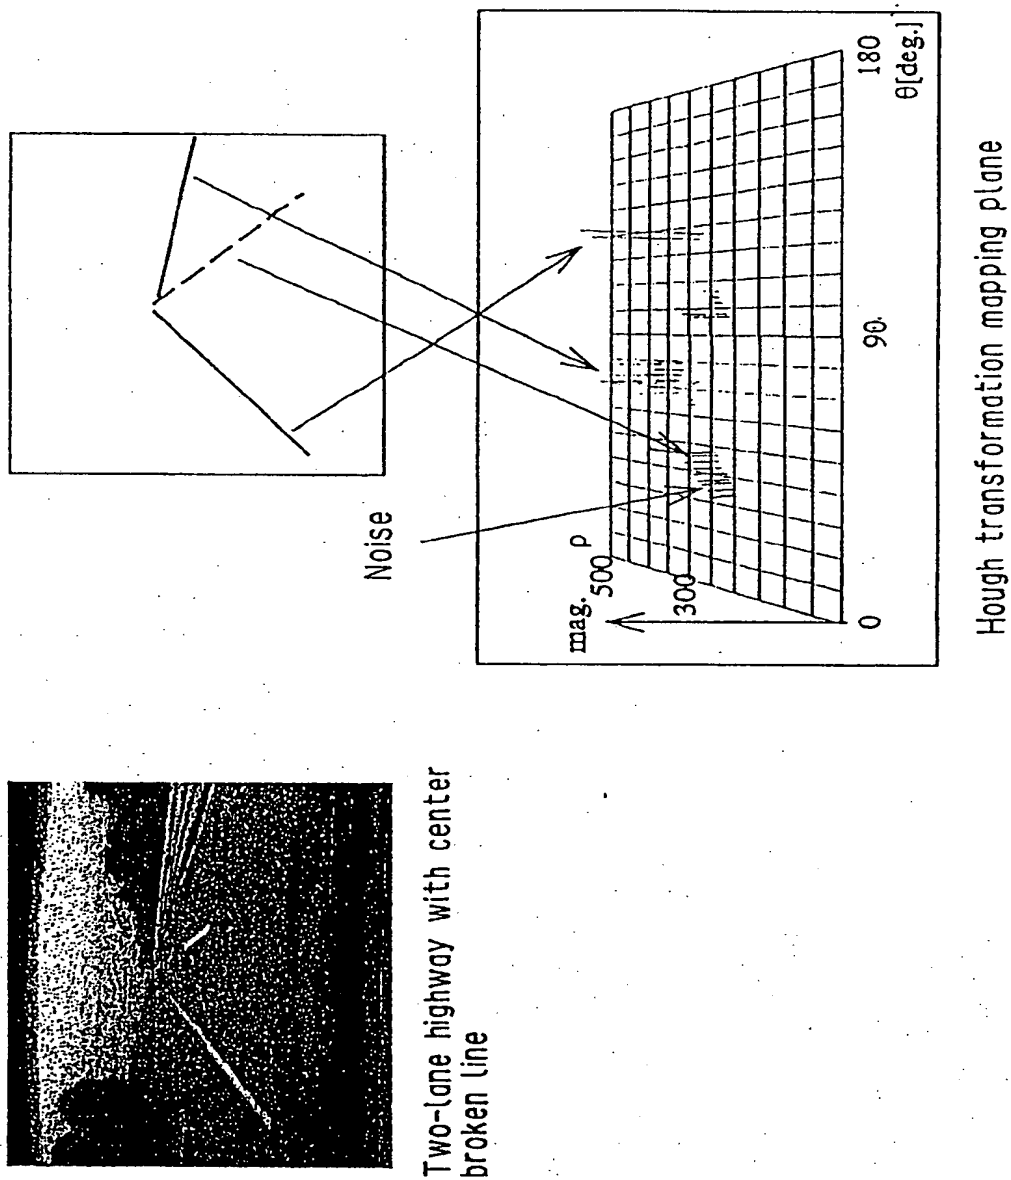 Two-lane highway with center
broken line
Noise
mag.
500
ρ
300
0
90.
180
θ[deg.]
Hough transformation mapping plane